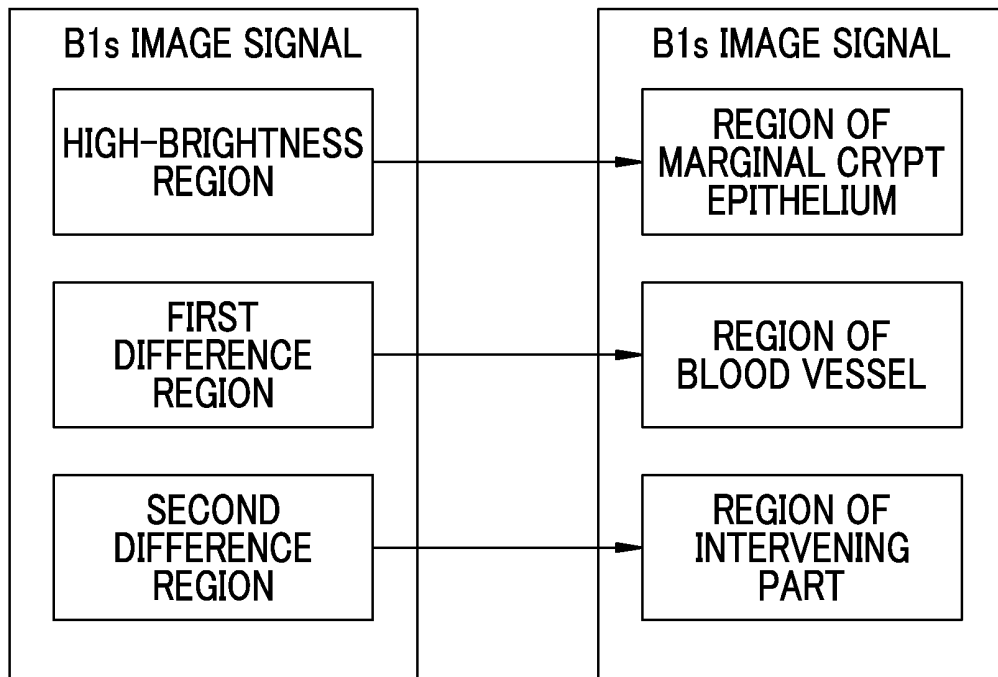 B1s IMAGE SIGNAL
HIGH-BRIGHTNESS
REGION
FIRST
DIFFERENCE
REGION
SECOND
DIFFERENCE
REGION
B1s IMAGE SIGNAL
REGION OF
MARGINAL CRYPT
EPITHELIUM
REGION OF
BLOOD VESSEL
REGION OF
INTERVENING
PART